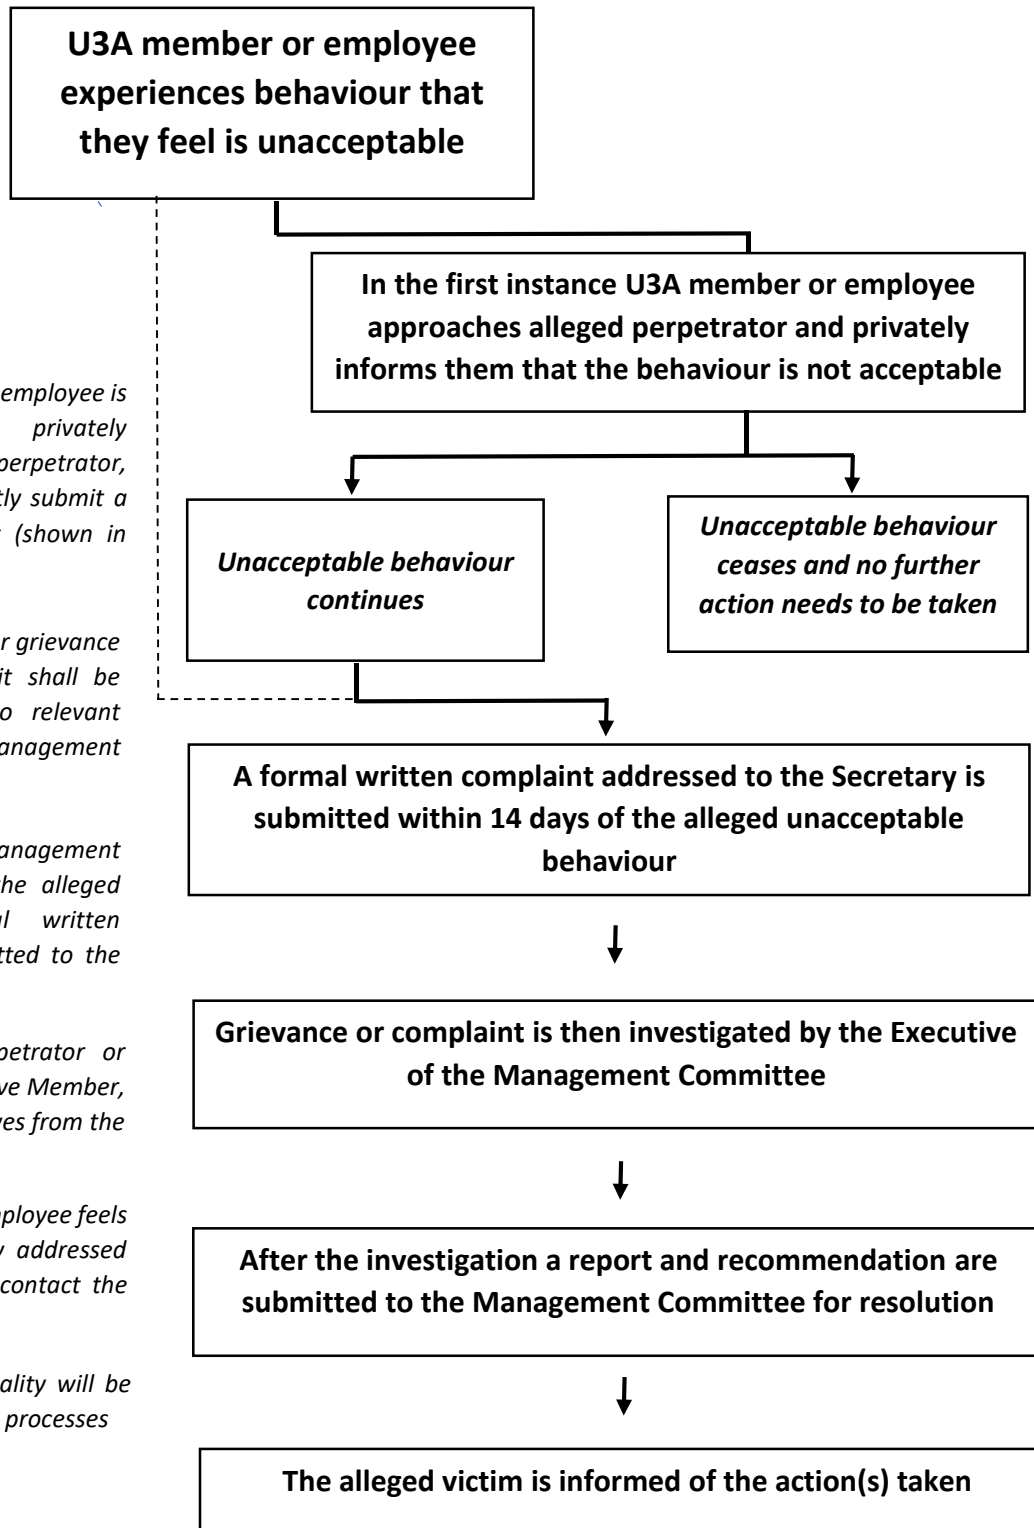 U3A member or employee
experiences behaviour that
they feel is unacceptable
In the first instance U3A member or employee
approaches alleged perpetrator and privately
informs them that the behaviour is not acceptable
employee is
privately
perpetrator,
tly submit a
(shown in
Unacceptable behaviour
continues
Unacceptable behaviour
ceases and no further
action needs to be taken
r grievance
it shall be
o relevant
anagement
A formal written complaint addressed to the Secretary is
submitted within 14 days of the alleged unacceptable
behaviour
anagement
he alleged
l written
tted to the
Grievance or complaint is then investigated by the Executive
of the Management Committee
petrator or
ve Member,
ves from the
ployee feels
y addressed
contact the
After the investigation a report and recommendation are
submitted to the Management Committee for resolution
ality will be
processes
The alleged victim is informed of the action(s) taken